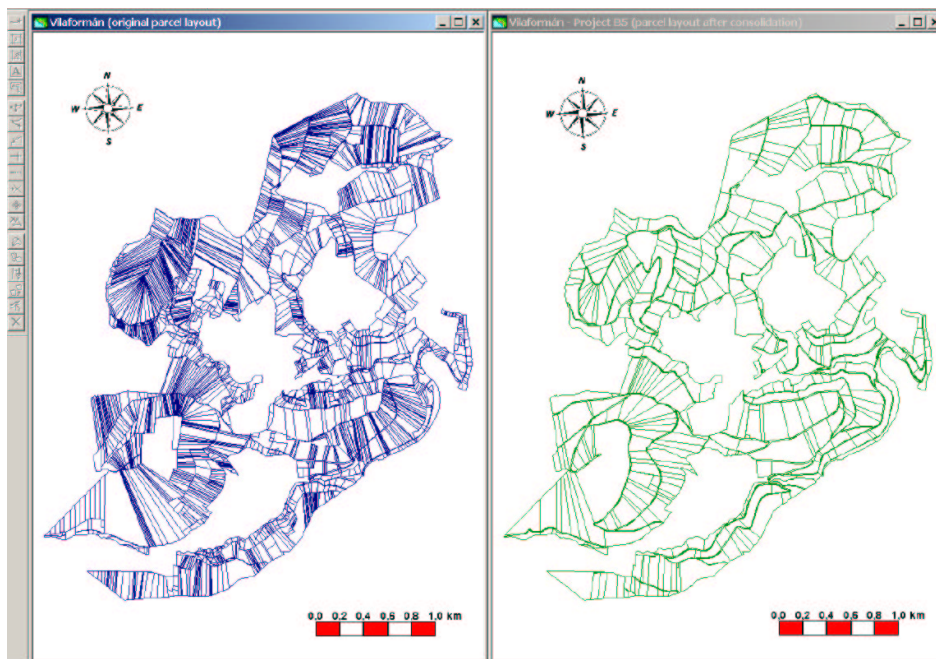 Vilaformán (original parcel layout)
Vilaformán - Project BIS (parcel layout after consolidation)
N
W E
S
N
W E
S
0,0 0,2 0,4 0,6 0,8 1,0 km
0,0 0,2 0,4 0,6 0,8 1,0 km